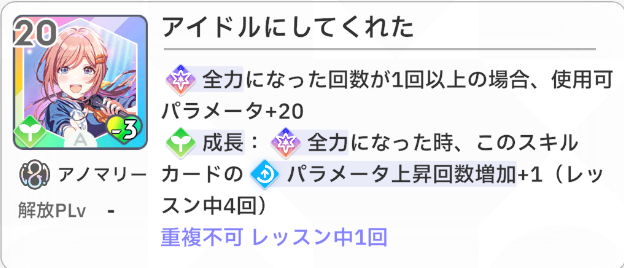 20
アイドルにしてくれた
全力になった回数が1回以上の場合、使用可
パラメータ+20
成長：全力になった時、このスキル
カードの パラメータ上昇回数増加+1（レッ
スン中4回）
重複不可 レッスン中1回
-3
A
アノマリー
解放PLv -